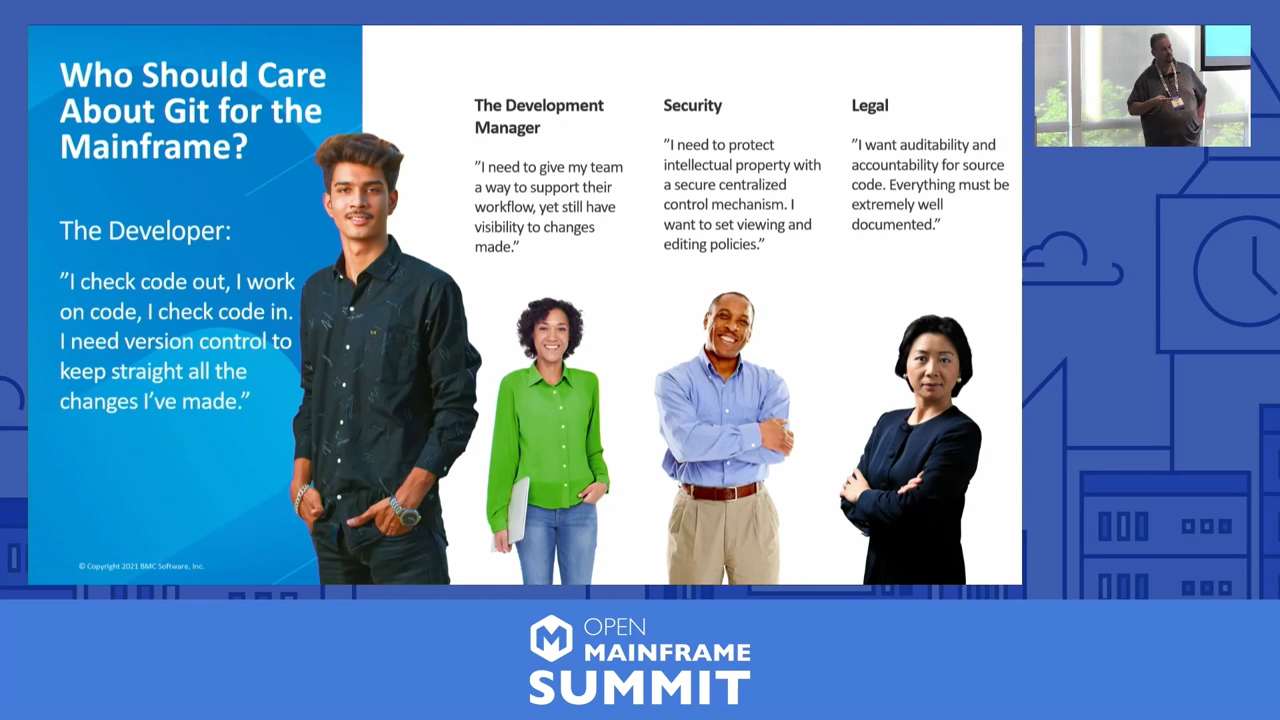 Who Should Care
About Git for the
Mainframe?
The Developer:
"I check code out, I work
on code, I check code in.
I need version control to
keep straight all the
changes I've made."
© Copyright 2021 BMC Software, Inc.
The Development
Manager
"I need to give my team
a way to support their
workflow, yet still have
visibility to changes
made."
Security
"I need to protect
intellectual property with
a secure centralized
control mechanism. I
want to set viewing and
editing policies."
Legal
"I want auditability and
accountability for source
code. Everything must be
extremely well
documented."
OPEN
MAINFRAME
SUMMIT